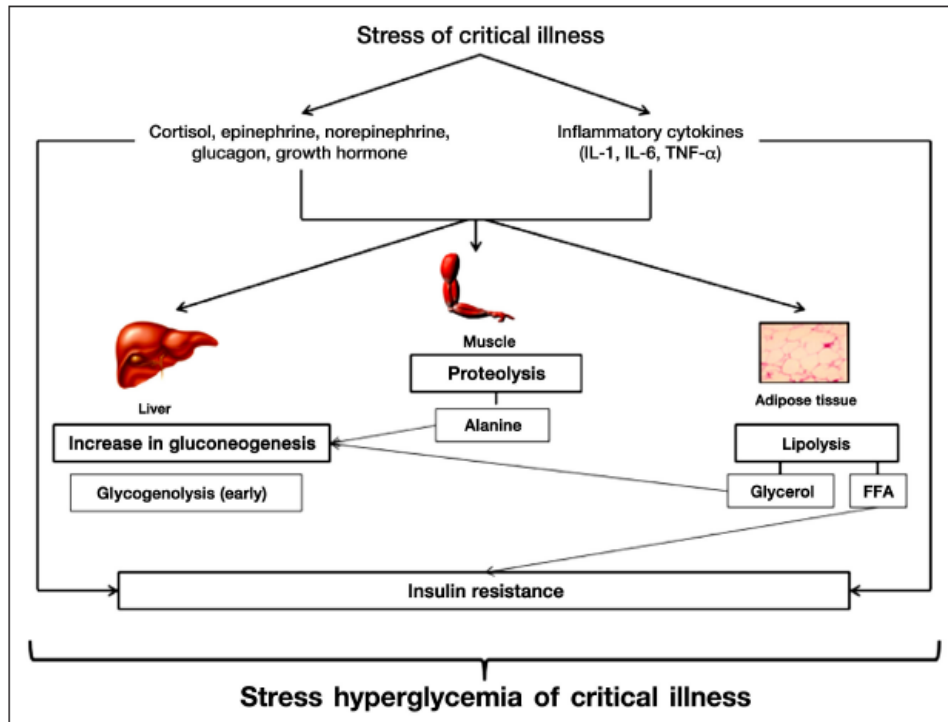 Stress of critical illness
Cortisol, epinephrine, norepinephrine,
glucagon, growth hormone
Inflammatory cytokines
(IL-1, IL-6, TNF-α)
Muscle
Proteolysis
Alanine
Liver
Increase in gluconeogenesis
Glycogenolysis (early)
Adipose tissue
Lipolysis
Glycerol
FFA
Insulin resistance
Stress hyperglycemia of critical illness